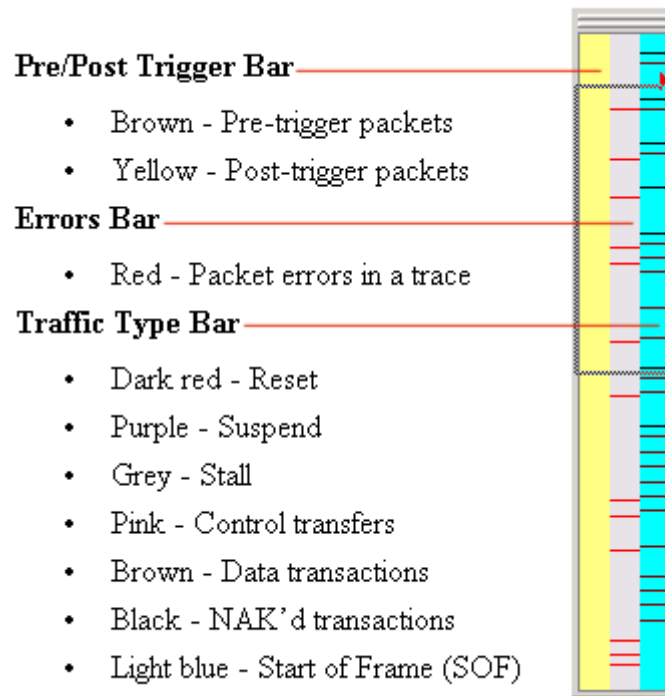 Pre/Post Trigger Bar
• Brown - Pre-trigger packets
• Yellow - Post-trigger packets
Errors Bar
• Red - Packet errors in a trace
Traffic Type Bar
• Dark red - Reset
• Purple - Suspend
• Grey - Stall
• Pink - Control transfers
• Brown - Data transactions
• Black - NAK’d transactions
• Light blue - Start of Frame (SOF)